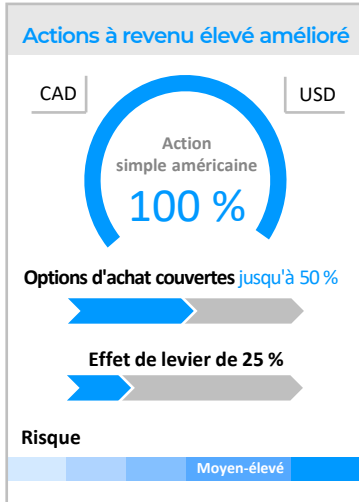 Actions à revenu élevé amélioré
CAD
USD
Action
simple américaine
100 %
Options d'achat couvertes jusqu'à 50 %
Effet de levier de 25 %
Risque
Moyen-élevé